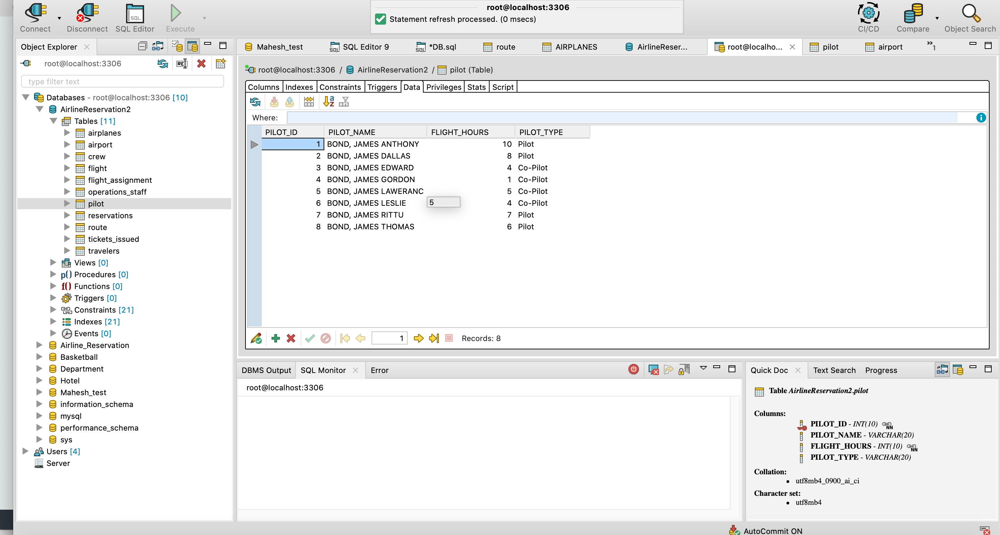 root@localhost:3306
Statement refresh processed. (0 msecs)
Connect
Disconnect
SQL Editor
Execute
CI/CD
Compare
Object Search
Object Explorer
root@localhost:3306
type filter text
Databases - root@localhost:3306 [10]
AirlineReservation2
Tables [11]
airplanes
airport
crew
flight
flight_assignment
operations_staff
pilot
reservations
route
tickets_issued
travelers
Views [0]
p() Procedures [0]
f() Functions [0]
Triggers [0]
Constraints [21]
Indexes [21]
Events [0]
Airline_Reservation
Basketball
Department
Hotel
Mahesh_test
information_schema
mysql
performance_schema
sys
Users [4]
Server
Mahesh_test
SQL Editor 9
*DB.sql
route
AIRPLANES
AirlineReser...
root@localho...
pilot
airport
»1
root@localhost:3306 / AirlineReservation2 / pilot (Table)
Columns Indexes Constraints Triggers Data Privileges Stats Script
Where:
PILOT_ID PILOT_NAME FLIGHT_HOURS PILOT_TYPE
1 BOND, JAMES ANTHONY 10 Pilot
2 BOND, JAMES DALLAS 8 Pilot
3 BOND, JAMES EDWARD 4 Co-Pilot
4 BOND, JAMES GORDON 1 Co-Pilot
5 BOND, JAMES LAWERANC 5 Co-Pilot
6 BOND, JAMES LESLIE 4 Co-Pilot
5
7 BOND, JAMES RITTU 7 Pilot
8 BOND, JAMES THOMAS 6 Pilot
1
Records: 8
DBMS Output
SQL Monitor
Error
root@localhost:3306
Quick Doc
Text Search
Progress
Table AirlineReservation2.pilot
Columns:
PILOT_ID - INT(10) NN
PILOT_NAME - VARCHAR(20)
FLIGHT_HOURS - INT(10) NN
PILOT_TYPE - VARCHAR(20)
Collation:
• utf8mb4_0900_ai_ci
Character set:
• utf8mb4
AutoCommit ON